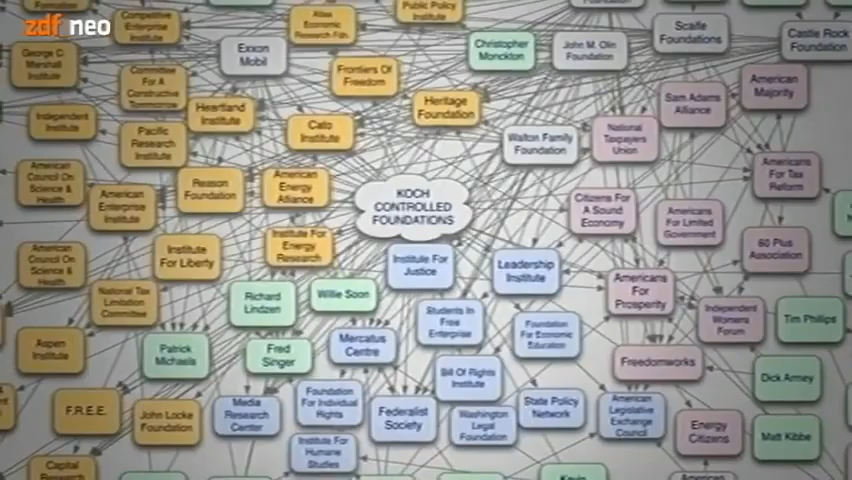 zdf neo
Competitive
Enterprise
Institute
Atlas
Economic
Research Fdn.
Public Policy
Institute
Scaife
Foundations
Castle Rock
Foundation
George C.
Marshall
Institute
Exxon
Mobil
Christopher
Monckton
John M. Olin
Foundation
Committee
For A
Constructive
Tomorrow
Frontiers Of
Freedom
Sam Adams
Alliance
American
Majority
Independent
Institute
Heartland
Institute
Heritage
Foundation
Pacific
Research
Institute
Cato
Institute
Walton Family
Foundation
National
Taxpayers
Union
American
Council On
Science &
Health
American
Enterprise
Institute
Reason
Foundation
American
Energy
Alliance
KOCH
CONTROLLED
FOUNDATIONS
Citizens For
A Sound
Economy
Americans
For Limited
Government
Americans
For Tax
Reform
American
Council On
Science &
Health
Institute
For Liberty
Institute For
Energy
Research
Institute For
Justice
Leadership
Institute
60 Plus
Association
National Tax
Limitation
Committee
Richard
Lindzen
Willie Soon
Students In
Free
Enterprise
Foundation
For Economic
Education
Americans
For
Prosperity
Independent
Womens
Forum
Tim Phillips
Aspen
Institute
Patrick
Michaels
Fred
Singer
Mercatus
Centre
Freedomworks
Bill Of Rights
Institute
Dick Armey
F.R.E.E.
John Locke
Foundation
Media
Research
Center
Foundation
For Individual
Rights
Federalist
Society
Washington
Legal
Foundation
State Policy
Network
American
Legislative
Exchange
Council
Energy
Citizens
Matt Kibbe
Institute For
Humane
Studies
Capital
Research
Kevin
American